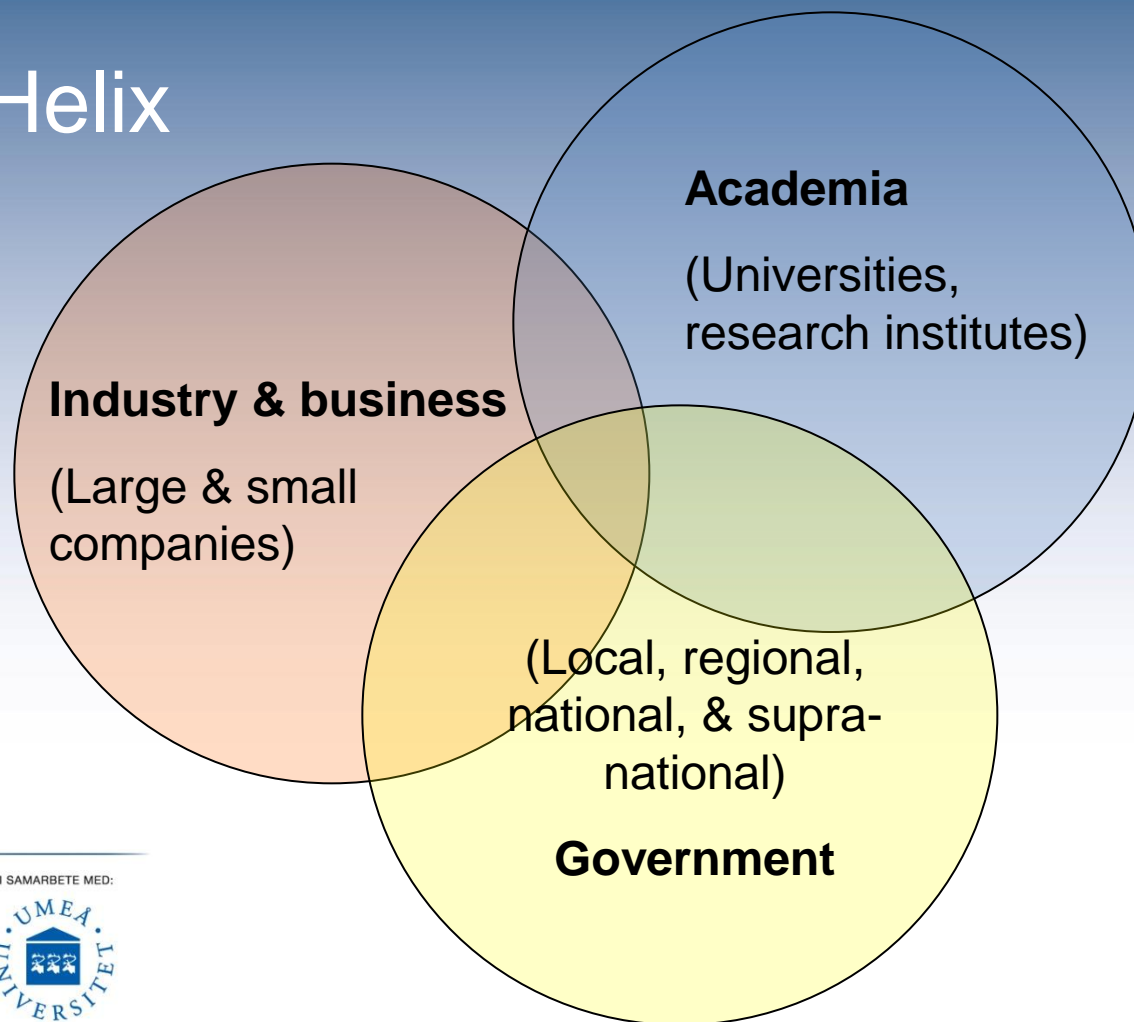 Helix
Academia
(Universities,
research institutes)
Industry & business
(Large & small
companies)
(Local, regional,
national, & supra-
national)
Government
I SAMARBETE MED:
UMEÅ
UNIVERSITET